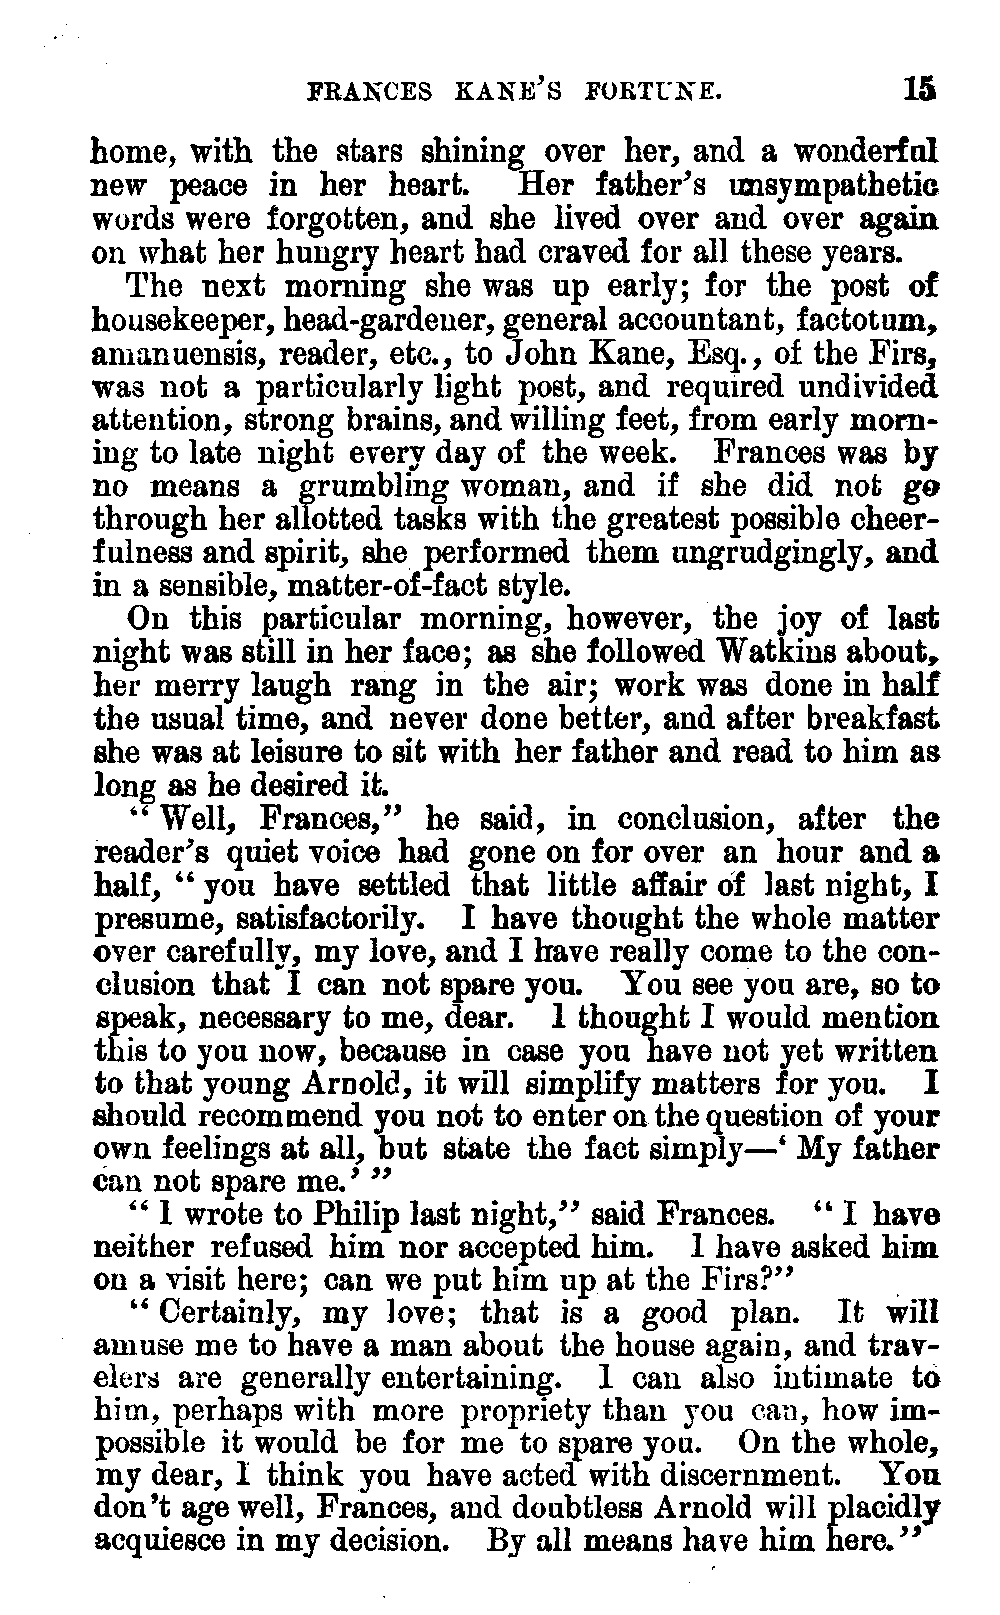 FRANCES KANE'S FORTUNE. 15
home, with the stars shining over her, and a wonderful
new peace in her heart. Her father's unsympathetic
words were forgotten, and she lived over and over again
on what her hungry heart had craved for all these years.
The next morning she was up early; for the post of
housekeeper, head-gardener, general accountant, factotum,
amanuensis, reader, etc., to John Kane, Esq., of the Firs,
was not a particularly light post, and required undivided
attention, strong brains, and willing feet, from early morn-
ing to late night every day of the week. Frances was by
no means a grumbling woman, and if she did not go
through her allotted tasks with the greatest possible cheer-
fulness and spirit, she performed them ungrudgingly, and
in a sensible, matter-of-fact style.
On this particular morning, however, the joy of last
night was still in her face; as she followed Watkins about,
her merry laugh rang in the air; work was done in half
the usual time, and never done better, and after breakfast
she was at leisure to sit with her father and read to him as
long as he desired it.
"Well, Frances," he said, in conclusion, after the
reader's quiet voice had gone on for over an hour and a
half, "you have settled that little affair of last night, I
presume, satisfactorily. I have thought the whole matter
over carefully, my love, and I have really come to the con-
clusion that I can not spare you. You see you are, so to
speak, necessary to me, dear. I thought I would mention
this to you now, because in case you have not yet written
to that young Arnold, it will simplify matters for you. I
should recommend you not to enter on the question of your
own feelings at all, but state the fact simply—'My father
can not spare me.'"
"I wrote to Philip last night," said Frances. "I have
neither refused him nor accepted him. I have asked him
on a visit here; can we put him up at the Firs?"
"Certainly, my love; that is a good plan. It will
amuse me to have a man about the house again, and trav-
elers are generally entertaining. I can also intimate to
him, perhaps with more propriety than you can, how im-
possible it would be for me to spare you. On the whole,
my dear, I think you have acted with discernment. You
don't age well, Frances, and doubtless Arnold will placidly
acquiesce in my decision. By all means have him here."